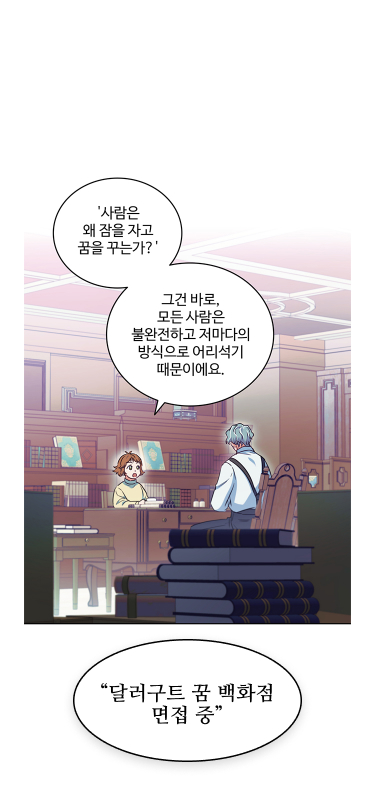 '사람은
왜 잠을 자고
꿈을 꾸는가?'
그건 바로,
모든 사람은
불완전하고 저마다의
방식으로 어리석기
때문이에요.
“달러구트 꿈 백화점
면접 중”